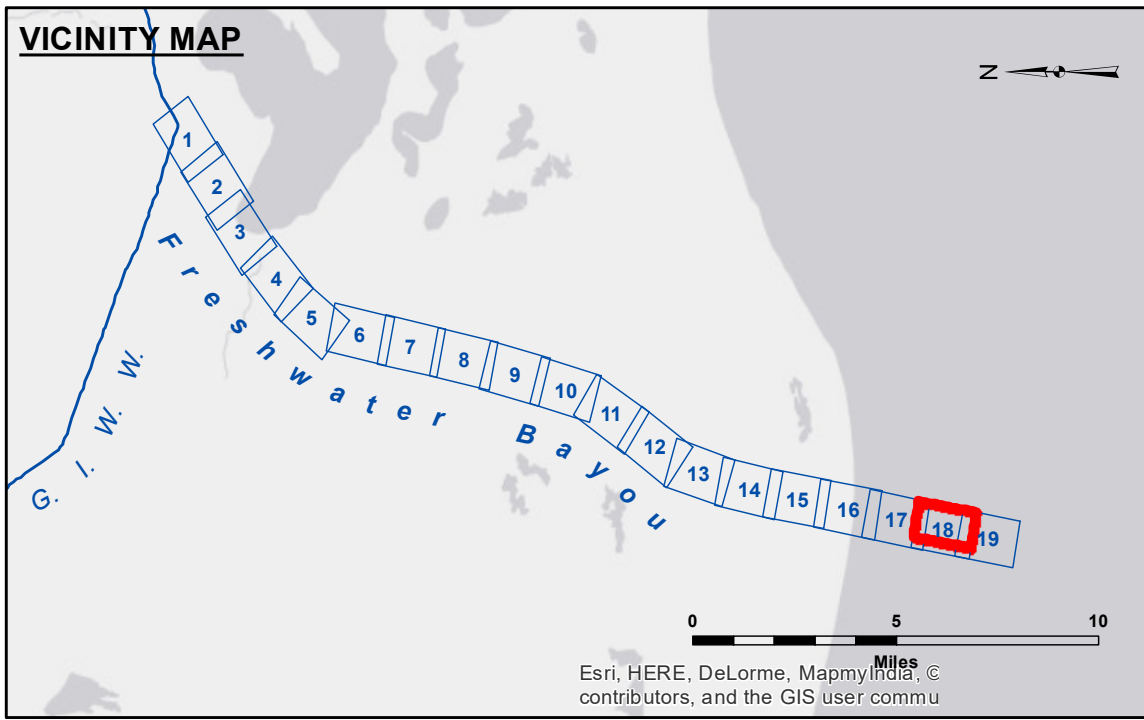 VICINITY MAP
N
1
2
3
4
5
6
7
8
9
10
11
12
13
14
15
16
17
18
19
Freshwater Bayou
G. I. W. W.
0 5 10
Miles
Esri, HERE, DeLorme, MapmyIndia, ©
contributors, and the GIS user commu